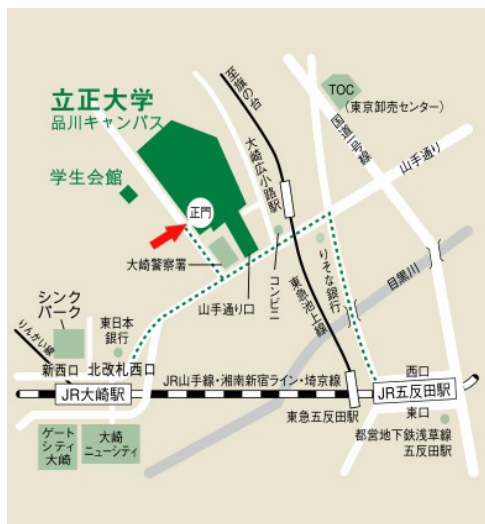 立正大学
品川キャンパス
学生会館
正門
至旗の台
大崎広小路駅
TOC
(東京卸売センター)
国道一号線
山手通り
大崎警察署
山手通り口
コンビニ
東急池上線
りそな銀行
目黒川
シンク
パーク
りんかい線
東日本
銀行
新西口
北改札西口
JR大崎駅
JR山手線・湘南新宿ライン・埼京線
西口
JR五反田駅
東口
東急五反田駅
都営地下鉄浅草線
五反田駅
ゲート
シティ
大崎
大崎
ニューシティ